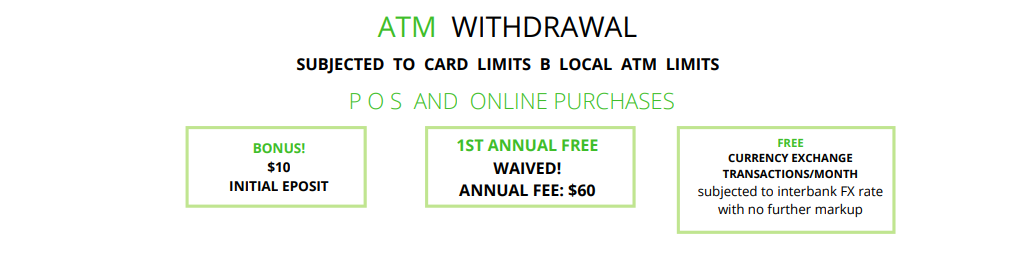 ATM WITHDRAWAL
SUBJECTED TO CARD LIMITS B LOCAL ATM LIMITS
P O S AND ONLINE PURCHASES
BONUS!
$10
INITIAL EPOSIT
1ST ANNUAL FREE
WAIVED!
ANNUAL FEE: $60
FREE
CURRENCY EXCHANGE
TRANSACTIONS/MONTH
subjected to interbank FX rate
with no further markup